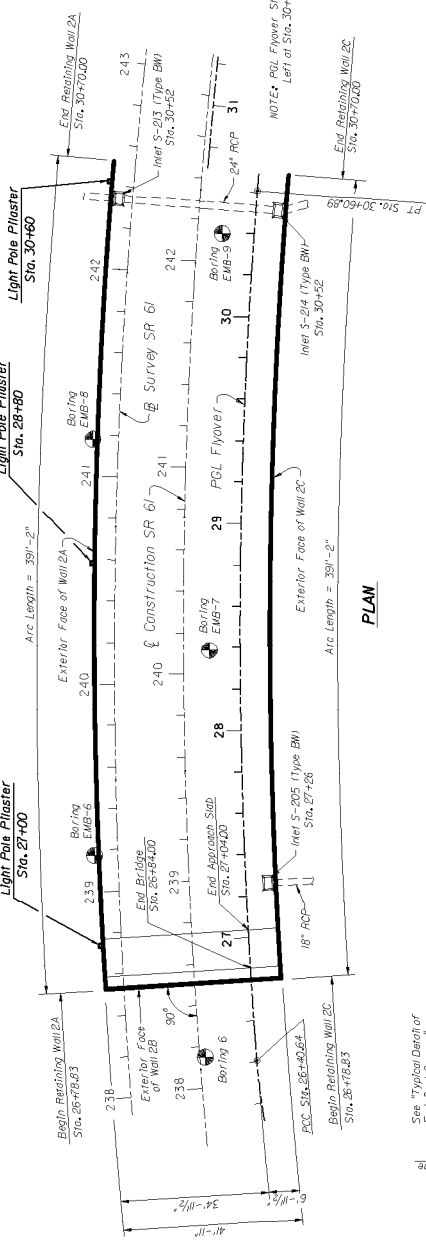 End Retaining Wall 2A
Sta. 30+70.00
Light Pole Pilaster
Sta. 30+60
243
Inlet S-213 (Type BW)
Sta. 30+52
31
24" RCP
NOTE: PGL Flyover
Left at Sta.
End Retaining Wall 2C
Sta. 30+70.00
PT Sta. 30+60.89
242
242
Boring
EMB-9
30
Inlet S-214 (Type BW)
Sta. 30+52
Light Pole Pilaster
Sta. 28+80
Boring
EMB-8
241
℄ Survey SR 61
241
PGL Flyover
Arc Length = 391'-2"
Exterior Face of Wall 2A
℄ Construction SR 61
29
Exterior Face of Wall 2C
Arc Length = 391'-2"
PLAN
240
240
Boring
EMB-7
28
Light Pole Pilaster
Sta. 27+00
Boring
EMB-6
239
239
End Bridge
Sta. 26+84.00
End Approach Slab
Sta. 27+04.00
27
Inlet S-205 (Type BW)
Sta. 27+26
18" RCP
Begin Retaining Wall 2A
Sta. 26+78.83
238
Exterior Face
of Wall 2B
90°
238
Boring 6
PCC Sta. 26+40.64
Begin Retaining Wall 2C
Sta. 26+78.83
34'-11½"
6'-11½"
41'-11"
See "Typical Detail of